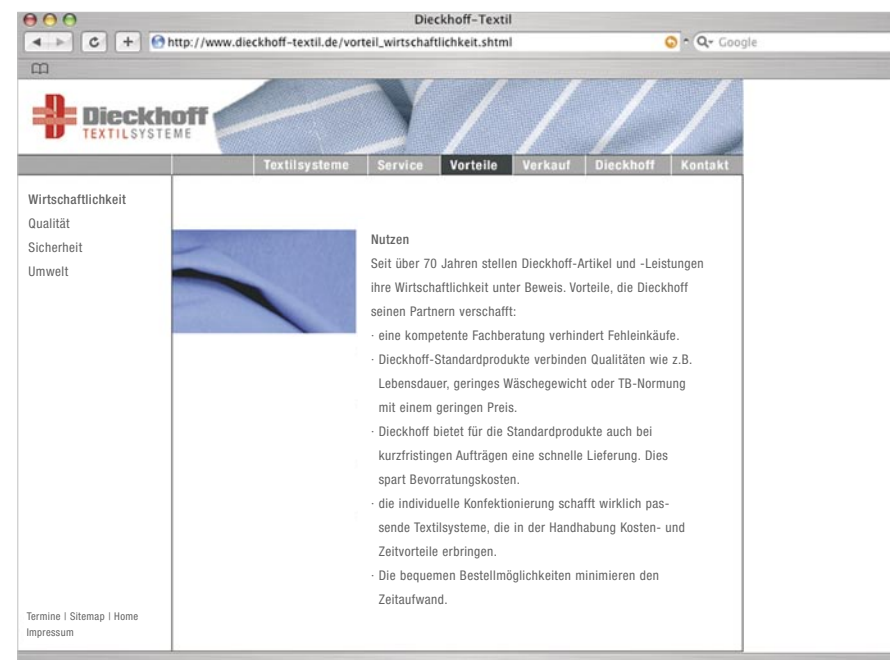 Dieckhoff-Textil
http://www.dieckhoff-textil.de/vorteil_wirtschaftlichkeit.shtml
Google
Dieckhoff
TEXTILSYSTEME
Textilsysteme Service Vorteile Verkauf Dieckhoff Kontakt
Wirtschaftlichkeit
Qualität
Sicherheit
Umwelt
Nutzen
Seit über 70 Jahren stellen Dieckhoff-Artikel und -Leistungen
ihre Wirtschaftlichkeit unter Beweis. Vorteile, die Dieckhoff
seinen Partnern verschafft:
· eine kompetente Fachberatung verhindert Fehleinkäufe.
· Dieckhoff-Standardprodukte verbinden Qualitäten wie z.B.
Lebensdauer, geringes Wäschegewicht oder TB-Normung
mit einem geringen Preis.
· Dieckhoff bietet für die Standardprodukte auch bei
kurzfristingen Aufträgen eine schnelle Lieferung. Dies
spart Bevorratungskosten.
· die individuelle Konfektionierung schafft wirklich pas-
sende Textilsysteme, die in der Handhabung Kosten- und
Zeitvorteile erbringen.
· Die bequemen Bestellmöglichkeiten minimieren den
Zeitaufwand.
Termine | Sitemap | Home
Impressum